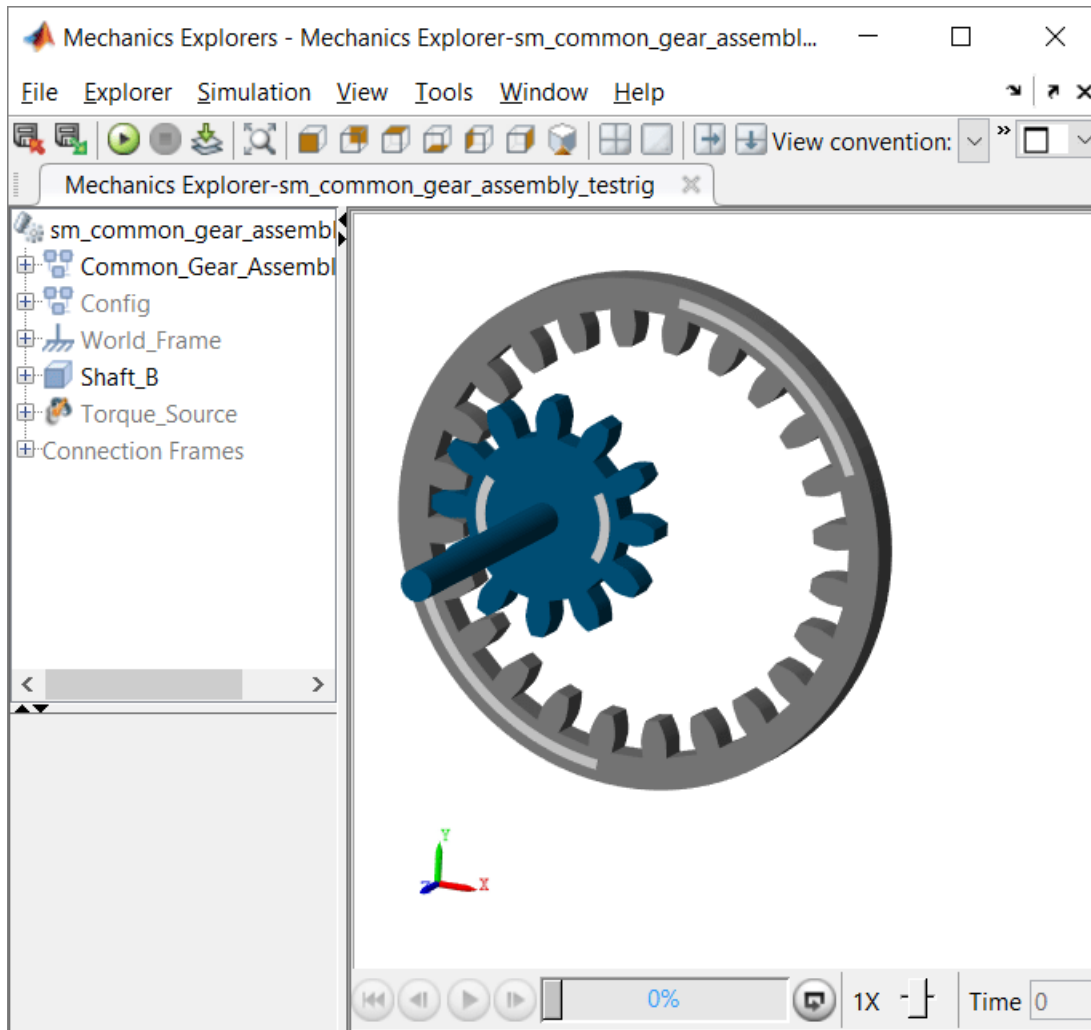 Mechanics Explorers - Mechanics Explorer-sm_common_gear_assembl...
File Explorer Simulation View Tools Window Help
View convention:
Mechanics Explorer-sm_common_gear_assembly_testrig
sm_common_gear_assembl
Common_Gear_Assembl
Config
World_Frame
Shaft_B
Torque_Source
Connection Frames
Y
Z
X
0% 1X Time 0